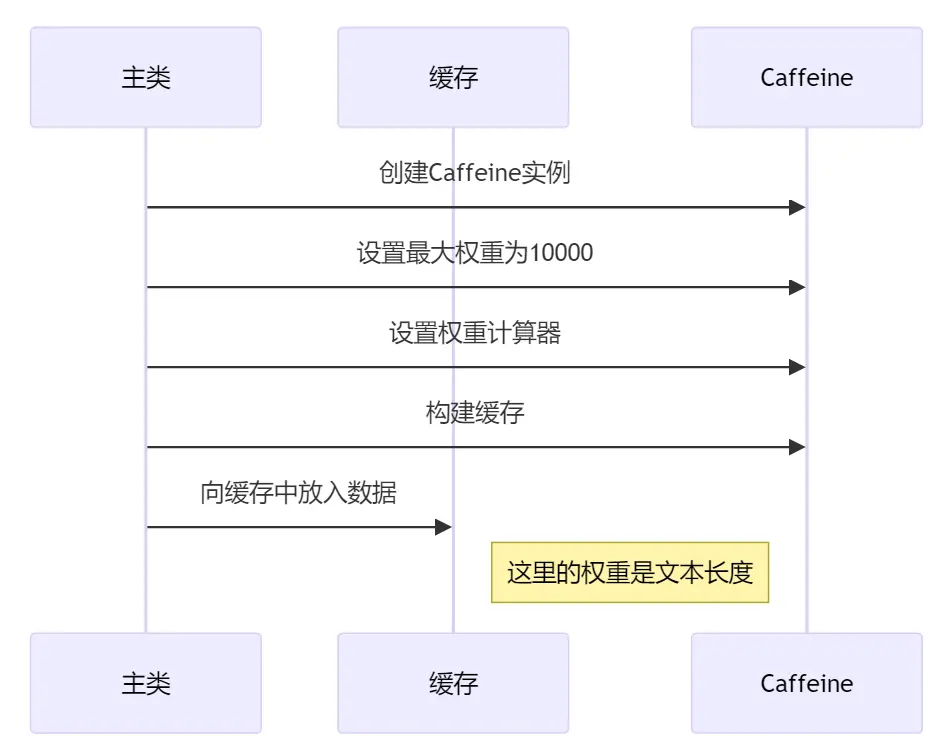 主类
缓存
Caffeine
创建Caffeine实例
设置最大权重为10000
设置权重计算器
构建缓存
向缓存中放入数据
这里的权重是文本长度
主类
缓存
Caffeine